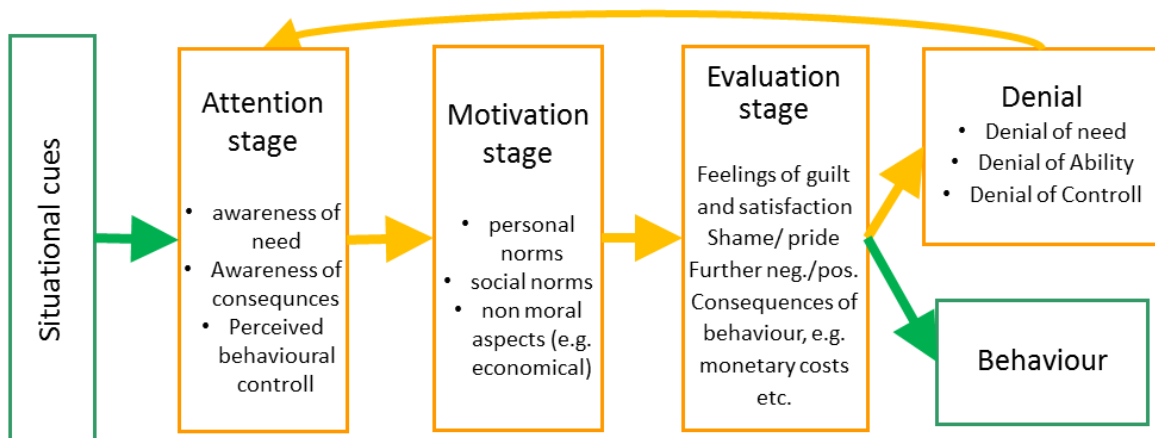 Situational cues
Attention
stage
• awareness of
need
• Awareness of
consequnces
• Perceived
behavioural
controll
Motivation
stage
• personal
norms
• social norms
• non moral
aspects (e.g.
economical)
Evaluation
stage
Feelings of guilt
and satisfaction
Shame/ pride
Further neg./pos.
Consequences of
behaviour, e.g.
monetary costs
etc.
Denial
• Denial of need
• Denial of Ability
• Denial of Controll
Behaviour